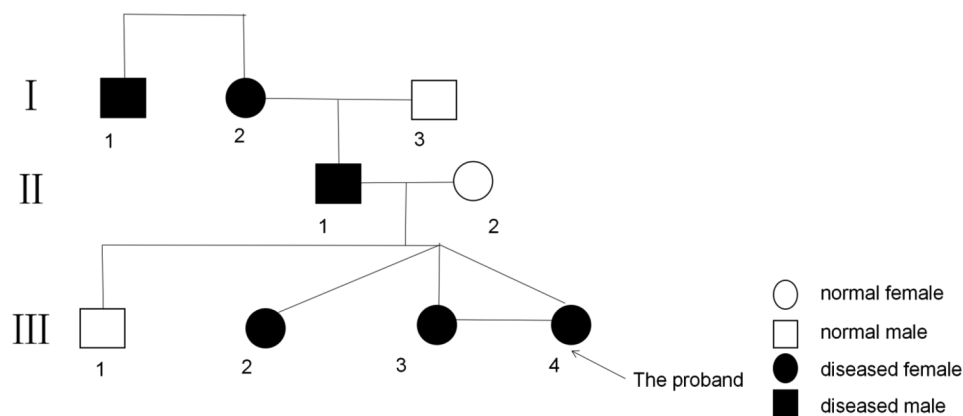 I
1
2
3
II
1
2
III
1
2
3
4
The proband
normal female
normal male
diseased female
diseased male